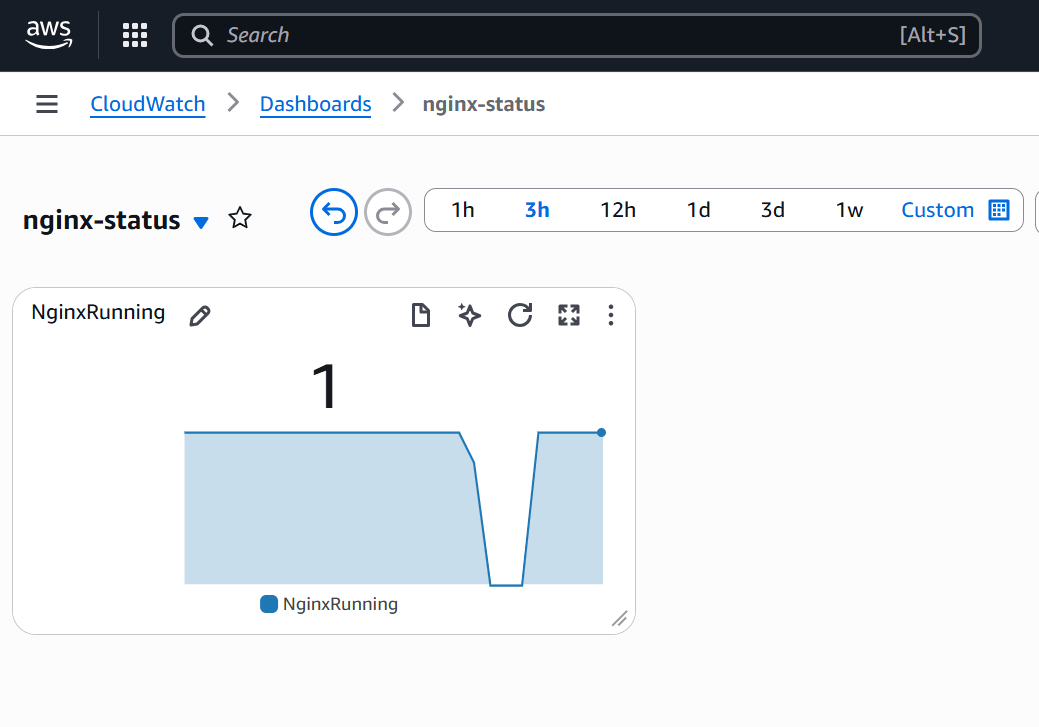 aws
Search [Alt+S]
CloudWatch Dashboards nginx-status
nginx-status 1h 3h 12h 1d 3d 1w Custom
NginxRunning
1
NginxRunning